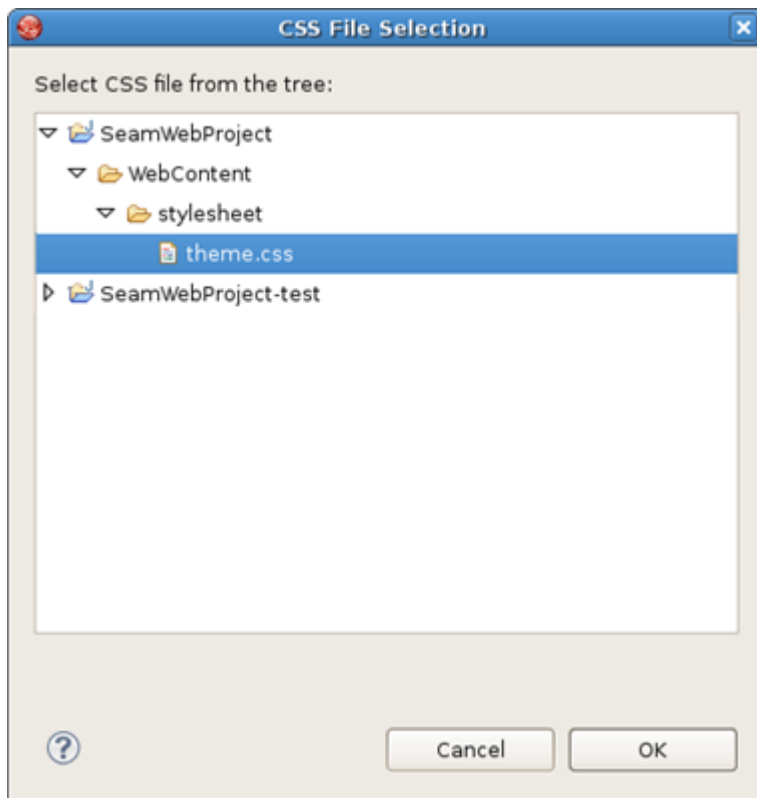 CSS File Selection
Select CSS file from the tree:
SeamWebProject
WebContent
stylesheet
theme.css
SeamWebProject-test
?
Cancel OK